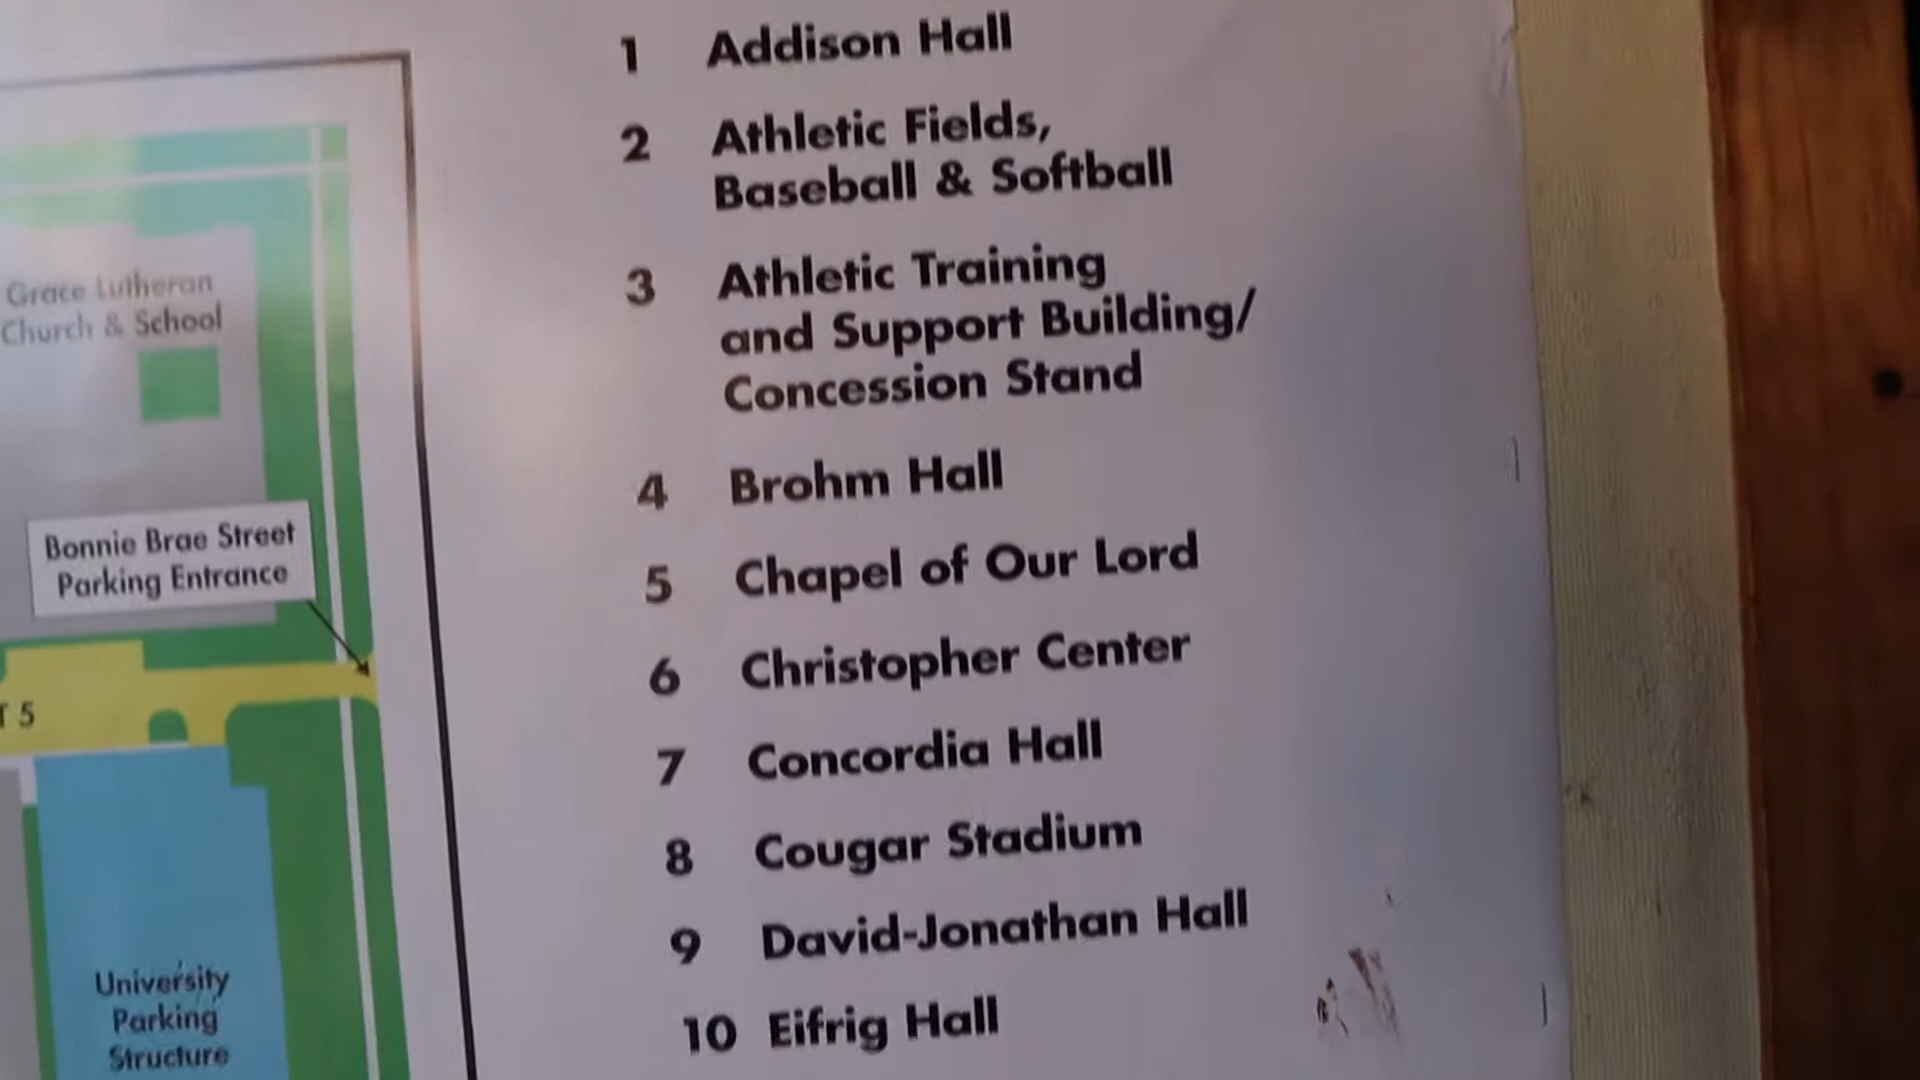 1 Addison Hall
2 Athletic Fields,
Baseball & Softball
3 Athletic Training
and Support Building/
Concession Stand
4 Brohm Hall
5 Chapel of Our Lord
6 Christopher Center
7 Concordia Hall
8 Cougar Stadium
9 David-Jonathan Hall
10 Eifrig Hall
Grace Lutheran
Church & School
Bonnie Brae Street
Parking Entrance
5
University
Parking
Structure